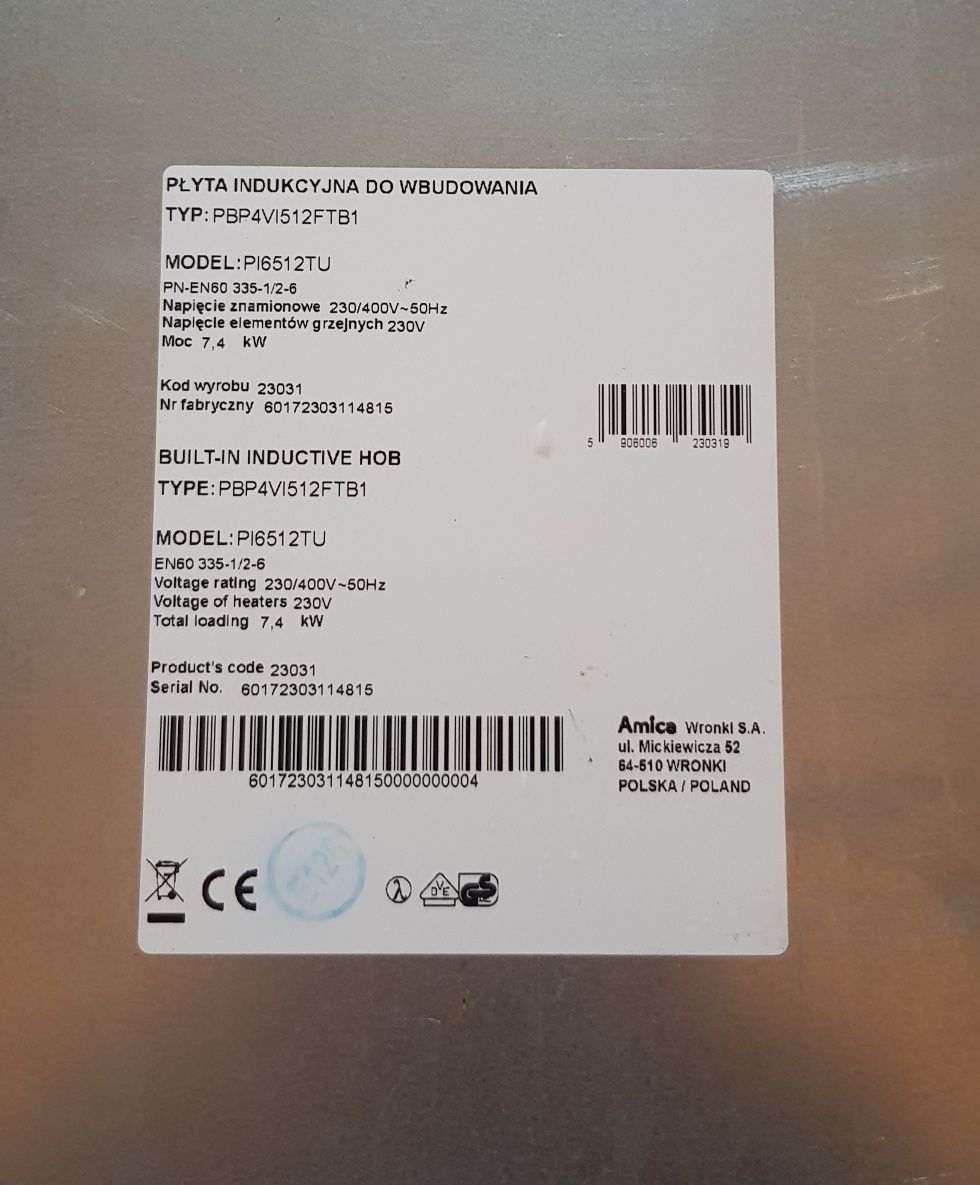 PŁYTA INDUKCYJNA DO WBUDOWANIA
TYP: PBP4VI512FTB1
MODEL: PI6512TU
PN-EN60 335-1/2-6
Napięcie znamionowe 230/400V~50Hz
Napięcie elementów grzejnych 230V
Moc 7,4 kW
Kod wyrobu 23031
Nr fabryczny 60172303114815
5 906006 230319
BUILT-IN INDUCTIVE HOB
TYPE: PBP4VI512FTB1
MODEL: PI6512TU
EN60 335-1/2-6
Voltage rating 230/400V~50Hz
Voltage of heaters 230V
Total loading 7,4 kW
Product's code 23031
Serial No. 60172303114815
601723031148150000000004
Amica Wronki S.A.
ul. Mickiewicza 52
64-510 WRONKI
POLSKA / POLAND
CE
λ
DVE
GS